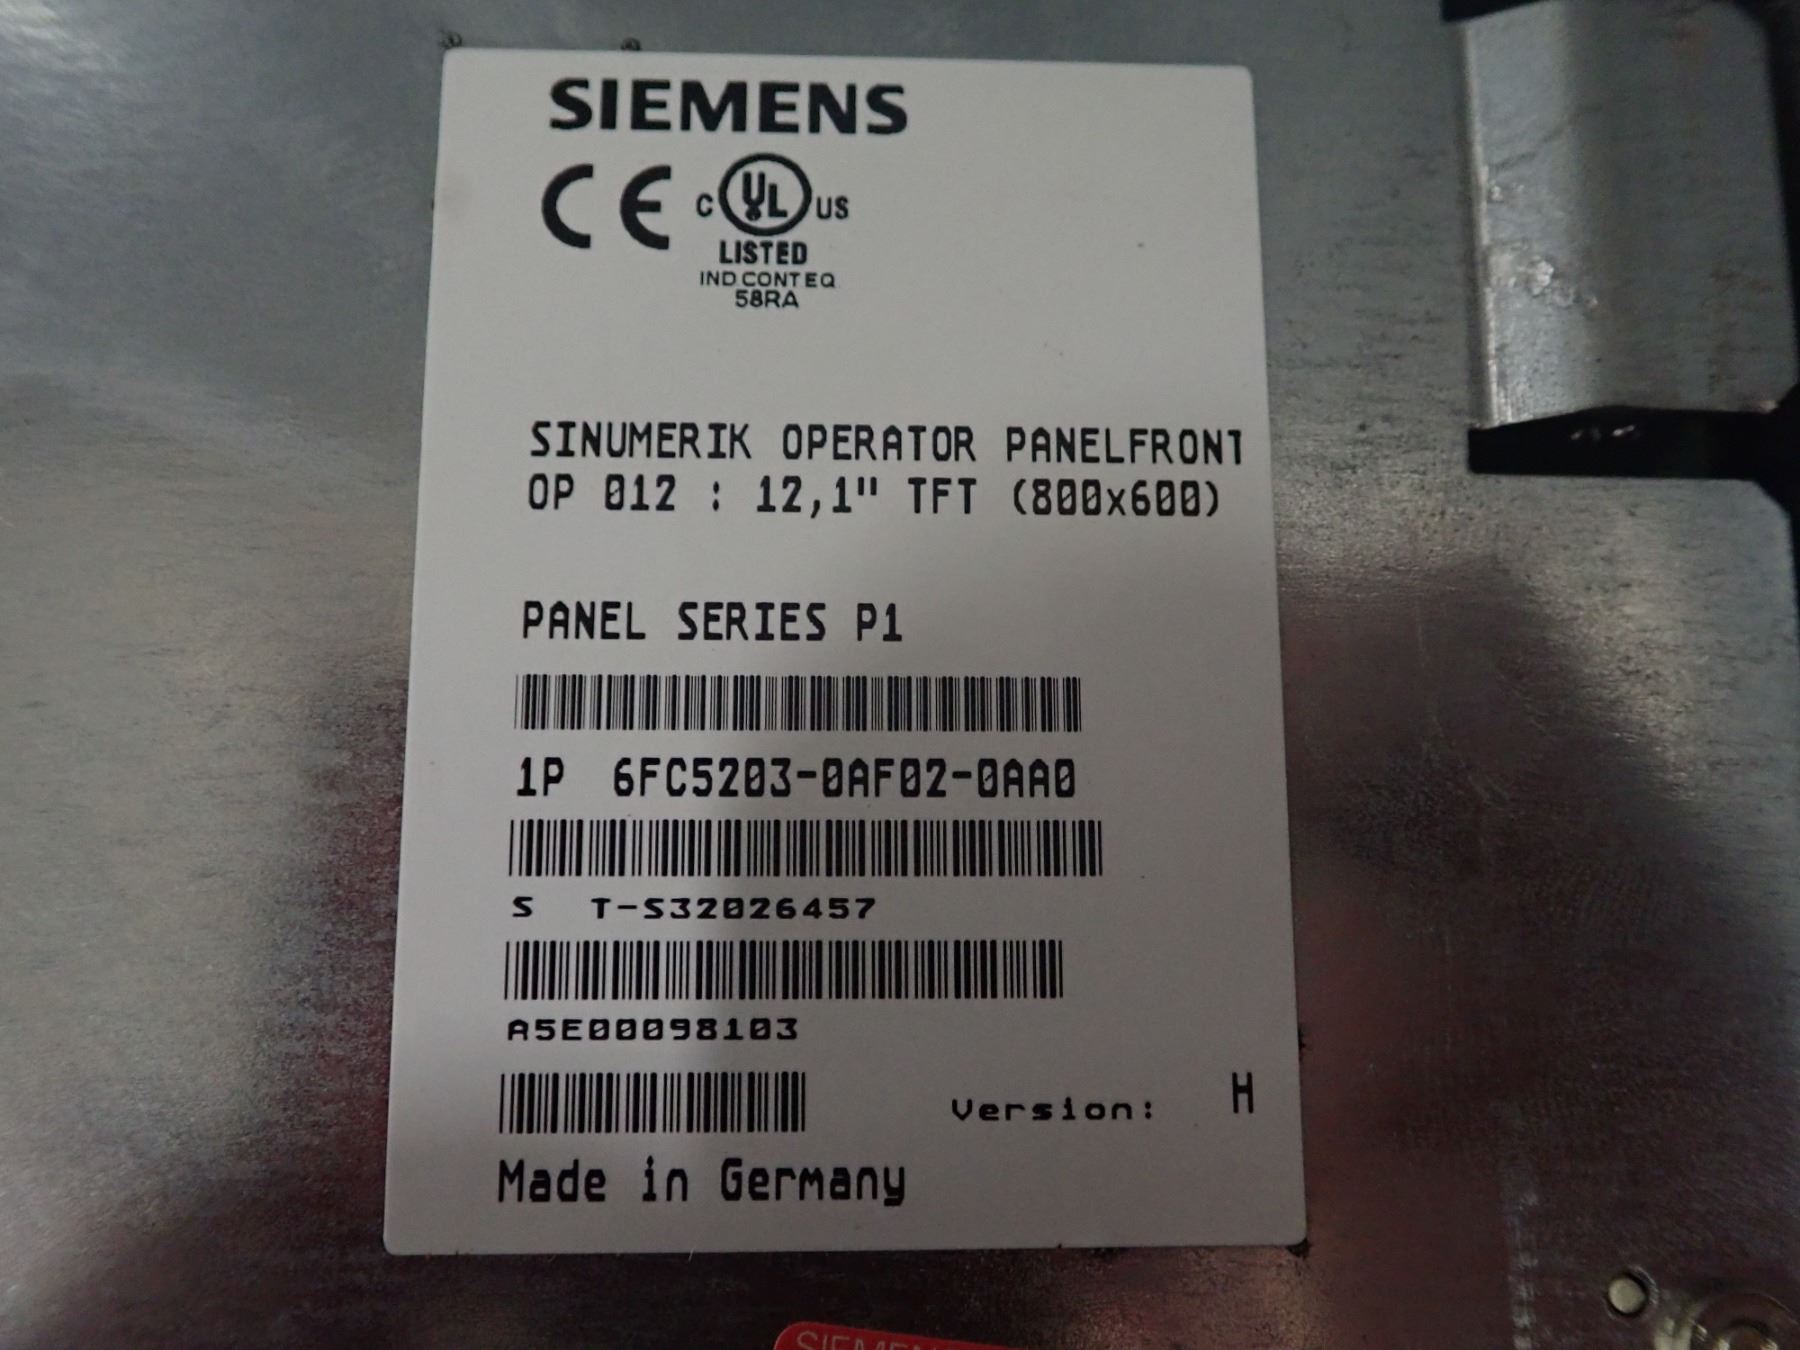 SIEMENS
CE C UL US
LISTED
IND.CONT.EQ
58RA
SINUMERIK OPERATOR PANELFRONT
OP 012 : 12,1" TFT (800x600)
PANEL SERIES P1
1P 6FC5203-0AF02-0AA0
S T-S32026457
A5E00098103
Version: H
Made in Germany
SIEMEN